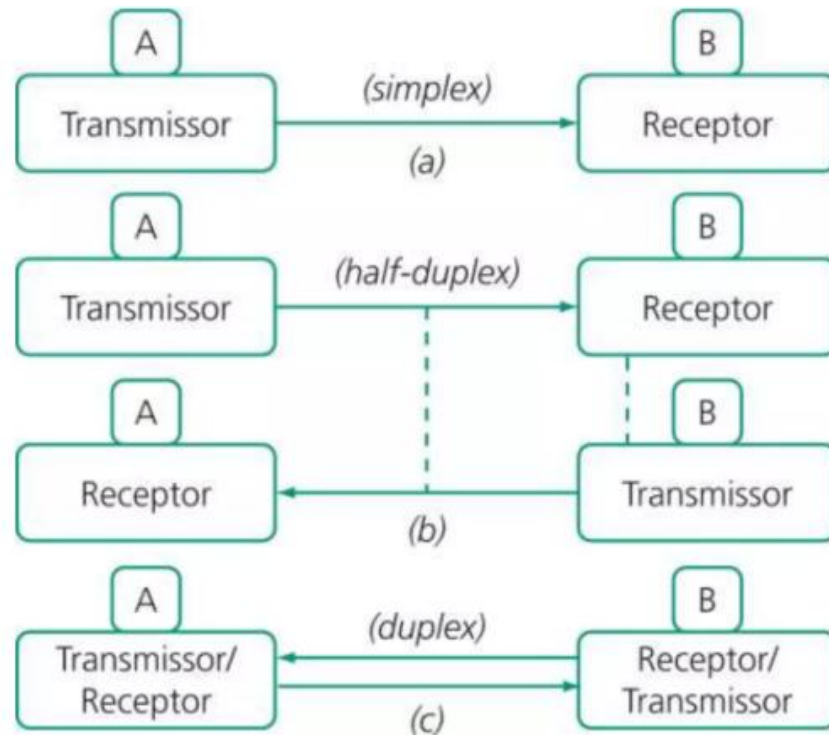 A
B
(simplex)
Transmissor
Receptor
(a)
A
B
(half-duplex)
Transmissor
Receptor
A
B
Receptor
Transmissor
(b)
A
B
(duplex)
Transmissor/
Receptor
Receptor/
Transmissor
(c)